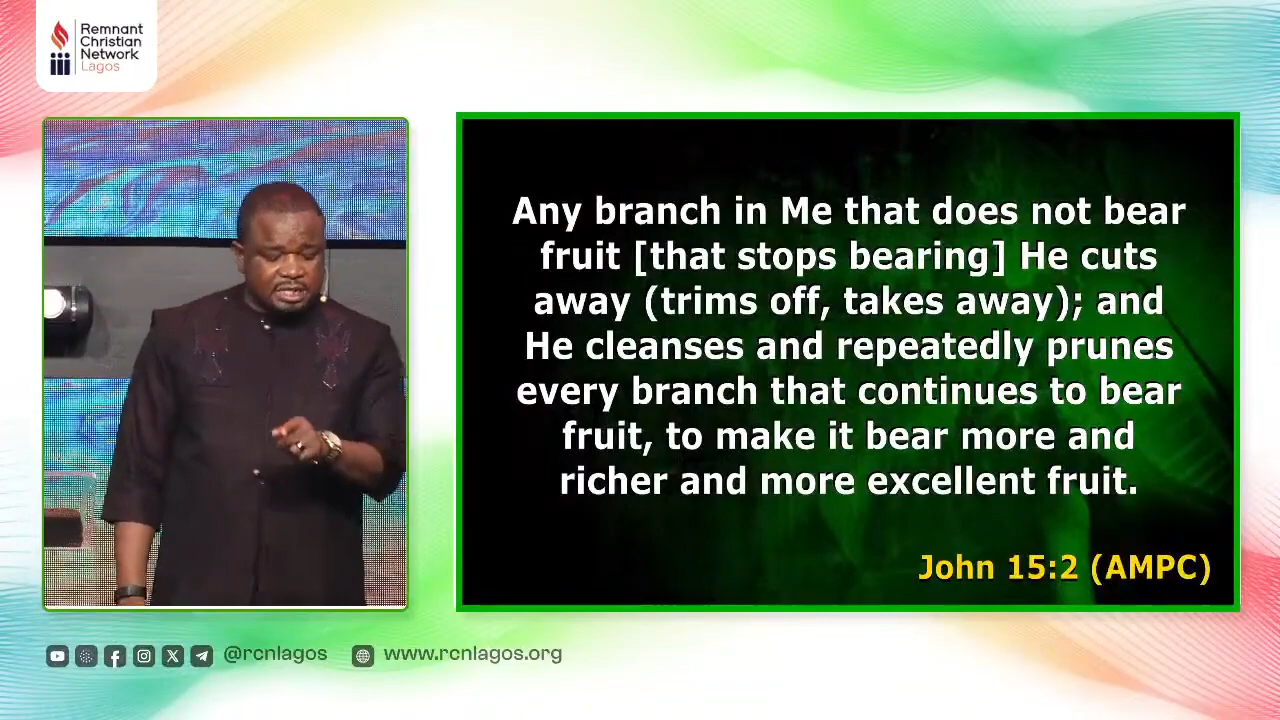 Remnant
Christian
Network
Lagos
Any branch in Me that does not bear
fruit [that stops bearing] He cuts
away (trims off, takes away); and
He cleanses and repeatedly prunes
every branch that continues to bear
fruit, to make it bear more and
richer and more excellent fruit.
John 15:2 (AMPC)
@rcnlagos
www.rcnlagos.org